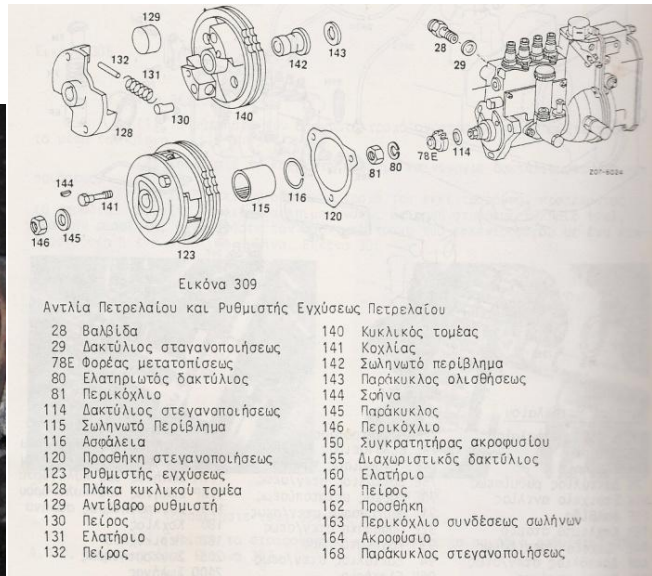 129
132
131
130
128
140
142
143
28
29
78E
114
81
80
207-6024
144
141
146
145
123
115
116
120
Εικόνα 309
Αντλία Πετρελαίου και Ρυθμιστής Εγχύσεως Πετρελαίου
28 Βαλβίδα
29 Δακτύλιος σταγανοποιήσεως
78Ε Φορέας μετατοπίσεως
80 Ελατηριωτός δακτύλιος
81 Περικόχλιο
114 Δακτύλιος στεγανοποιήσεως
115 Σωληνωτό Περίβλημα
116 Ασφάλεια
120 Προσθήκη στεγανοποιήσεως
123 Ρυθμιστής εγχύσεως
128 Πλάκα κυκλικού τομέα
129 Αντίβαρο ρυθμιστή
130 Πείρος
131 Ελατήριο
132 Πείρος
140 Κυκλικός τομέας
141 Κοχλίας
142 Σωληνωτό περίβλημα
143 Παράκυκλος ολισθήσεως
144 Σφήνα
145 Παράκυκλος
146 Περικόχλιο
150 Συγκρατητήρας ακροφυσίου
155 Διαχωριστικός δακτύλιος
160 Ελατήριο
161 Πείρος
162 Προσθήκη
163 Περικόχλιο συνδέσεως σωλήνων
164 Ακροφύσιο
168 Παράκυκλος στεγανοποιήσεως